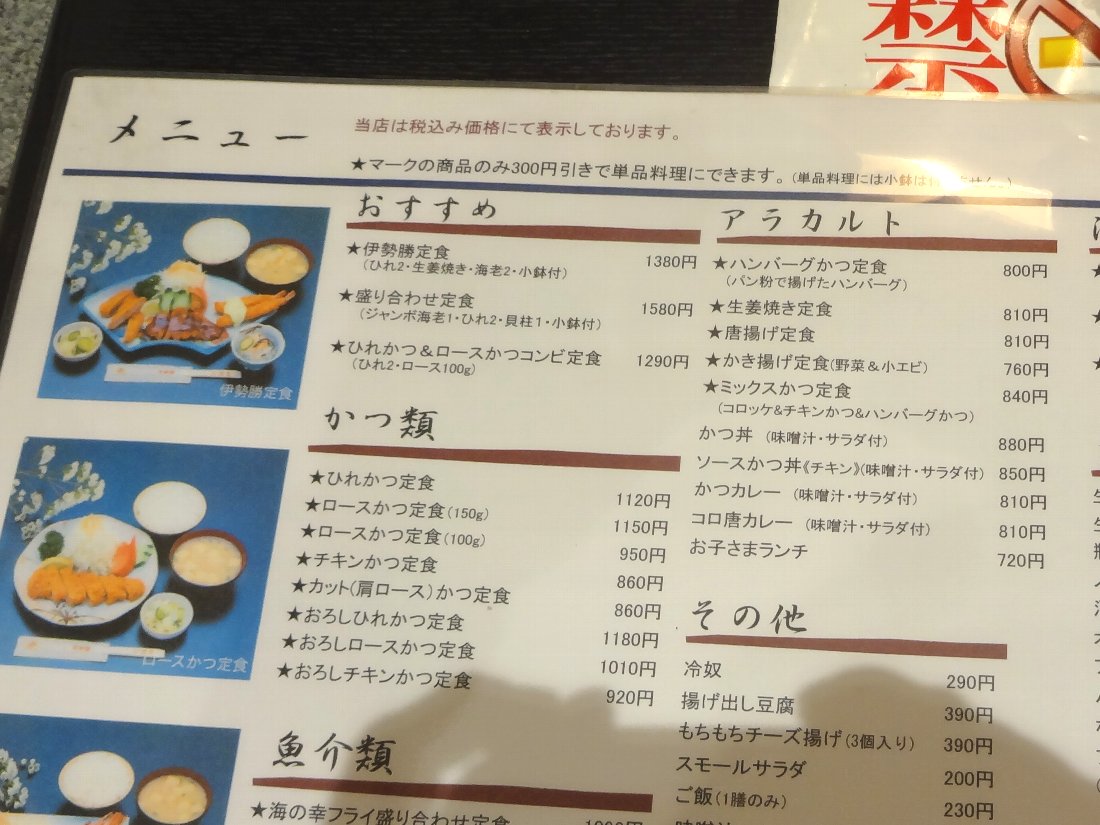 禁
メニュー
当店は税込み価格にて表示しております。
★マークの商品のみ300円引きで単品料理にできます。(単品料理には小鉢は
おすすめ
★伊勢勝定食 1380円
(ひれ2・生姜焼き・海老2・小鉢付)
★盛り合わせ定食 1580円
(ジャンボ海老1・ひれ2・貝柱1・小鉢付)
★ひれかつ&ロースかつコンビ定食 1290円
(ひれ2・ロース100g)
伊勢勝定食
かつ類
★ひれかつ定食 1120円
★ロースかつ定食(150g) 1150円
★ロースかつ定食(100g) 950円
★チキンかつ定食 860円
★カット(肩ロース)かつ定食 860円
★おろしひれかつ定食 1180円
★おろしロースかつ定食 1010円
★おろしチキンかつ定食 920円
ロースかつ定食
魚介類
★海の幸フライ盛り合わせ定食
アラカルト
★ハンバーグかつ定食 800円
(パン粉で揚げたハンバーグ)
★生姜焼き定食 810円
★唐揚げ定食 810円
★かき揚げ定食(野菜&小エビ) 760円
★ミックスかつ定食 840円
(コロッケ&チキンかつ&ハンバーグかつ)
かつ丼 (味噌汁・サラダ付) 880円
ソースかつ丼《チキン》(味噌汁・サラダ付) 850円
かつカレー (味噌汁・サラダ付) 810円
コロ唐カレー (味噌汁・サラダ付) 810円
お子さまランチ 720円
その他
冷奴 290円
揚げ出し豆腐 390円
もちもちチーズ揚げ(3個入り) 390円
スモールサラダ 200円
ご飯(1膳のみ) 230円